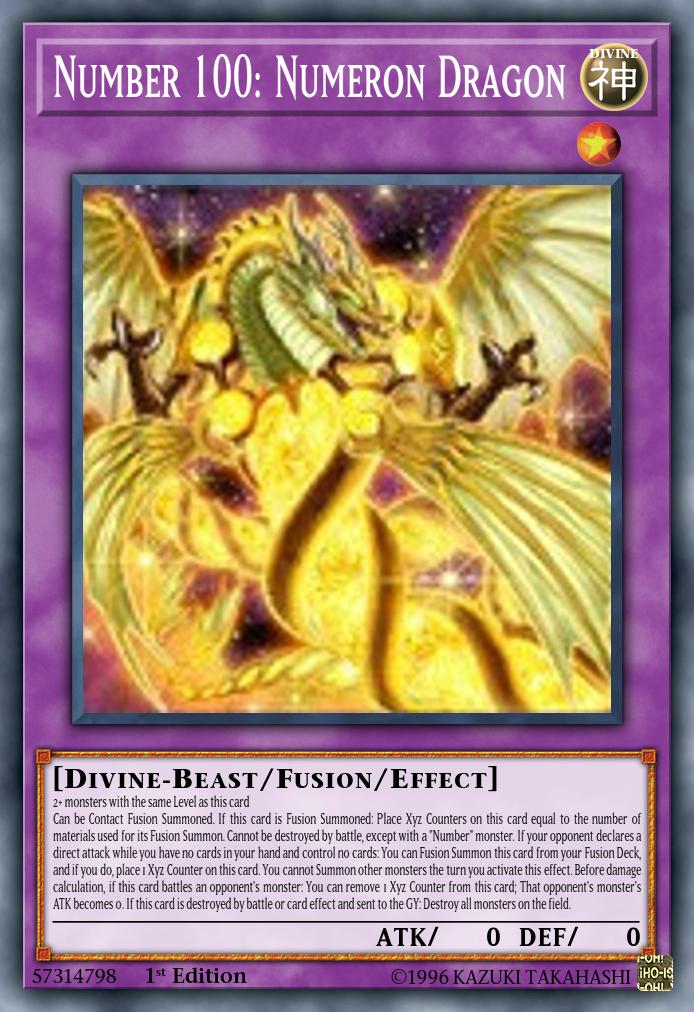 NUMBER 100: NUMERON DRAGON
DIVINE
神
[DIVINE-BEAST/FUSION/EFFECT]
2+ monsters with the same Level as this card
Can be Contact Fusion Summoned. If this card is Fusion Summoned: Place Xyz Counters on this card equal to the number of
materials used for its Fusion Summon. Cannot be destroyed by battle, except with a "Number" monster. If your opponent declares a
direct attack while you have no cards in your hand and control no cards: You can Fusion Summon this card from your Fusion Deck,
and if you do, place 1 Xyz Counter on this card. You cannot Summon other monsters the turn you activate this effect. Before damage
calculation, if this card battles an opponent's monster: You can remove 1 Xyz Counter from this card; That opponent's monster's
ATK becomes 0. If this card is destroyed by battle or card effect and sent to the GY: Destroy all monsters on the field.
ATK/ 0 DEF/ 0
57314798 1st Edition ©1996 KAZUKI TAKAHASHI